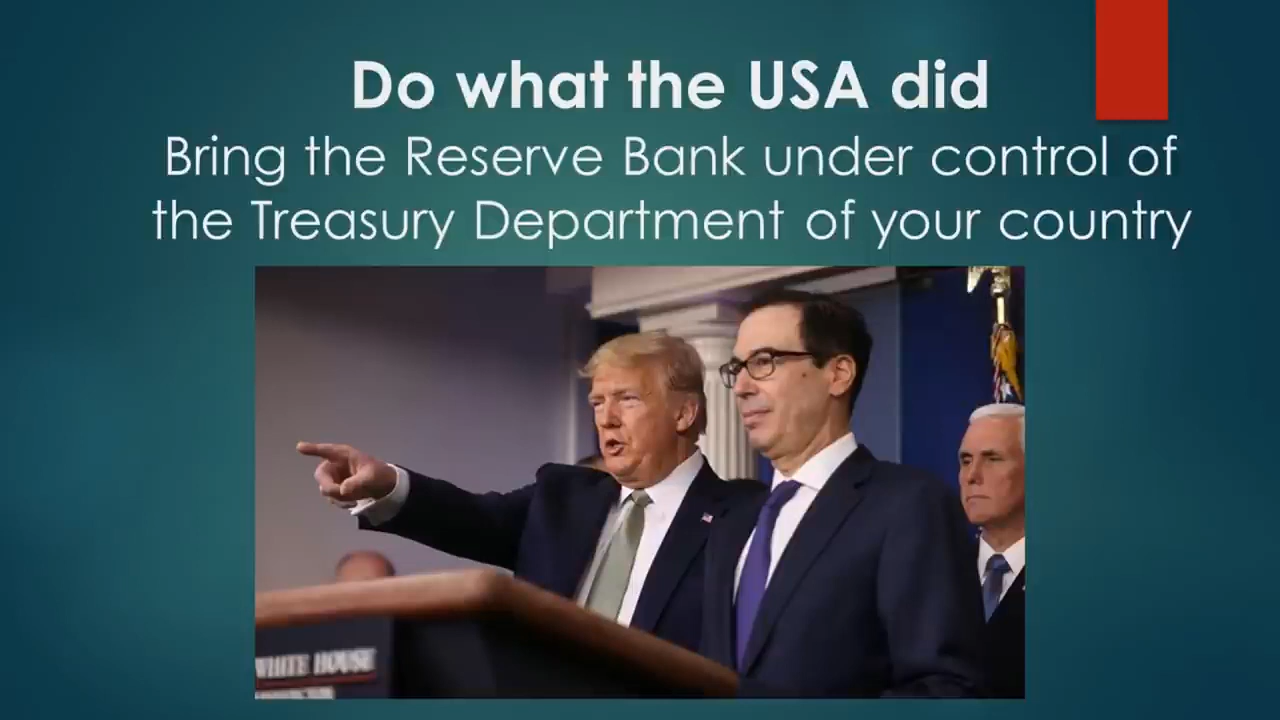 Do what the USA did
Bring the Reserve Bank under control of
the Treasury Department of your country
WHITE HOUSE